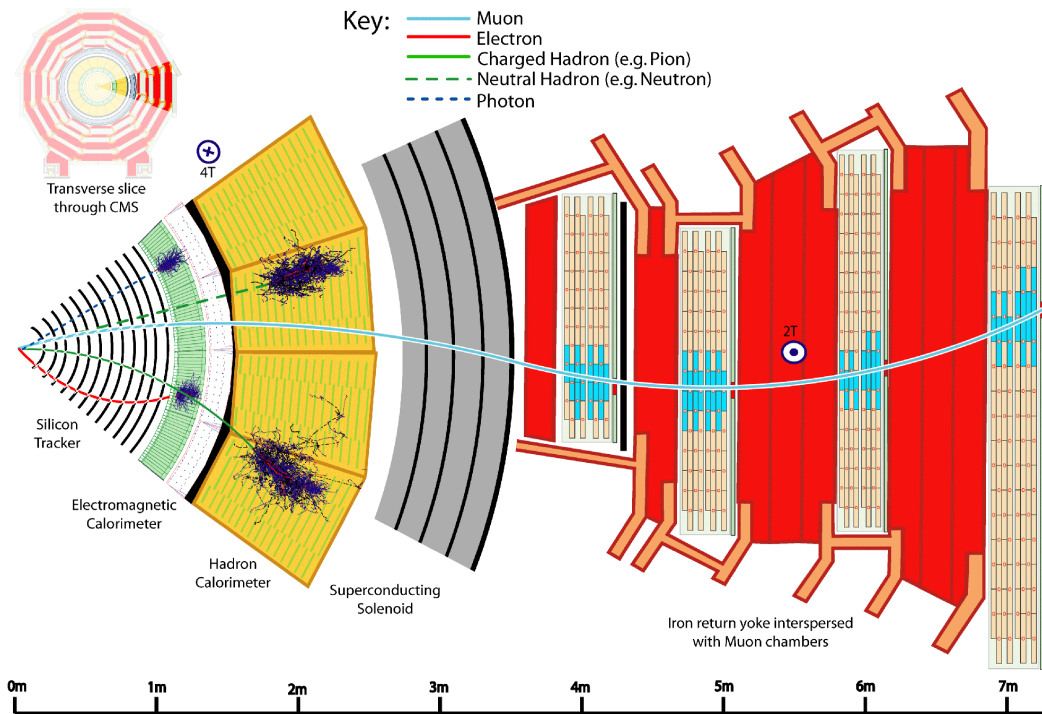 Key:
Muon
Electron
Charged Hadron (e.g. Pion)
Neutral Hadron (e.g. Neutron)
Photon
Transverse slice
through CMS
4T
2T
Silicon
Tracker
Electromagnetic
Calorimeter
Hadron
Calorimeter
Superconducting
Solenoid
Iron return yoke interspersed
with Muon chambers
0m 1m 2m 3m 4m 5m 6m 7m